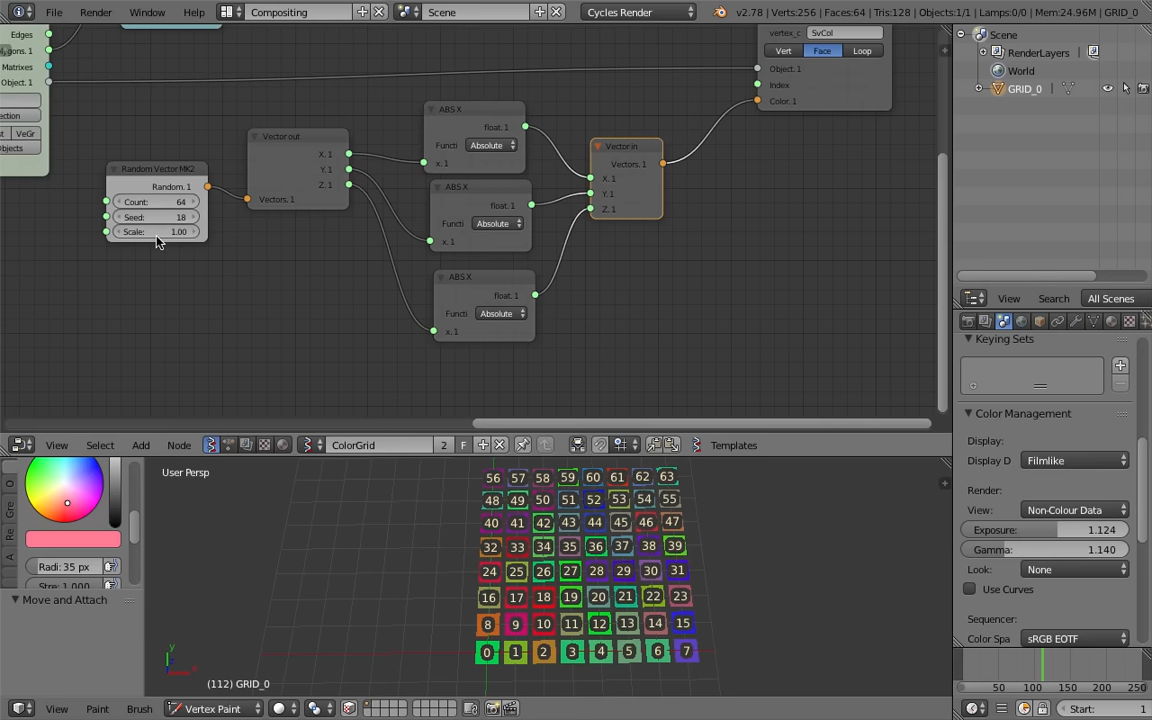 File Render Window Help Compositing Scene Cycles Render v2.78 | Verts:256 | Faces:64 | Tris:128 | Objects:1/1 | Lamps:0/0 | Mem:24.96M | GRID_0
Edges
ygons. 1
Matrixes
Object. 1
ection
st VeGr
Objects
Random Vector MK2
Random. 1
Count: 64
Seed: 18
Scale: 1.00
Vector out
X. 1
Y. 1
Z. 1
Vectors. 1
ABS X
float. 1
Functi Absolute
x. 1
ABS X
float. 1
Functi Absolute
x. 1
ABS X
float. 1
Functi Absolute
x. 1
Vector in
Vectors. 1
X. 1
Y. 1
Z. 1
vertex_c SvCol
Vert Face Loop
Object. 1
Index
Color. 1
View Select Add Node ColorGrid 2 F Templates
Scene
RenderLayers
World
GRID_0
View Search All Scenes
Keying Sets
Color Management
Display:
Display D Filmlike
Render:
View: Non-Colour Data
Exposure: 1.124
Gamma: 1.140
Look: None
Use Curves
Sequencer:
Color Spa sRGB EOTF
50 100 150 200 250
Start: 1
O
Gre
Re
A
Radi: 35 px
Stre: 1.000
Move and Attach
User Persp
56 57 58 59 60 61 62 63
48 49 50 51 52 53 54 55
40 41 42 43 44 45 46 47
32 33 34 35 36 37 38 39
24 25 26 27 28 29 30 31
16 17 18 19 20 21 22 23
8 9 10 11 12 13 14 15
0 1 2 3 4 5 6 7
y
z
x
(112) GRID_0
View Paint Brush Vertex Paint